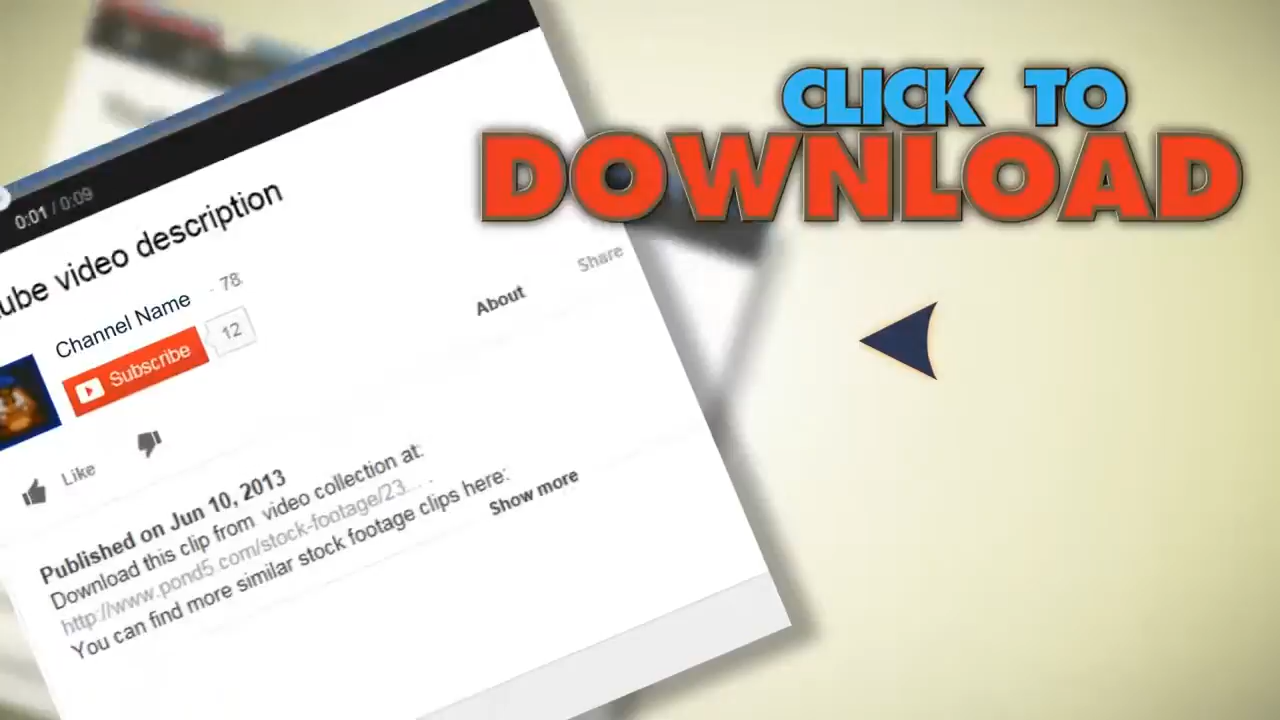 CLICK TO
DOWNLOAD
0:01 / 0:09
ube video description
Channel Name - 78
Subscribe 12
About Share
Like
Published on Jun 10, 2013
Download this clip from video collection at:
http://www.pond5.com/stock-footage/23...
You can find more similar stock footage clips here:
Show more